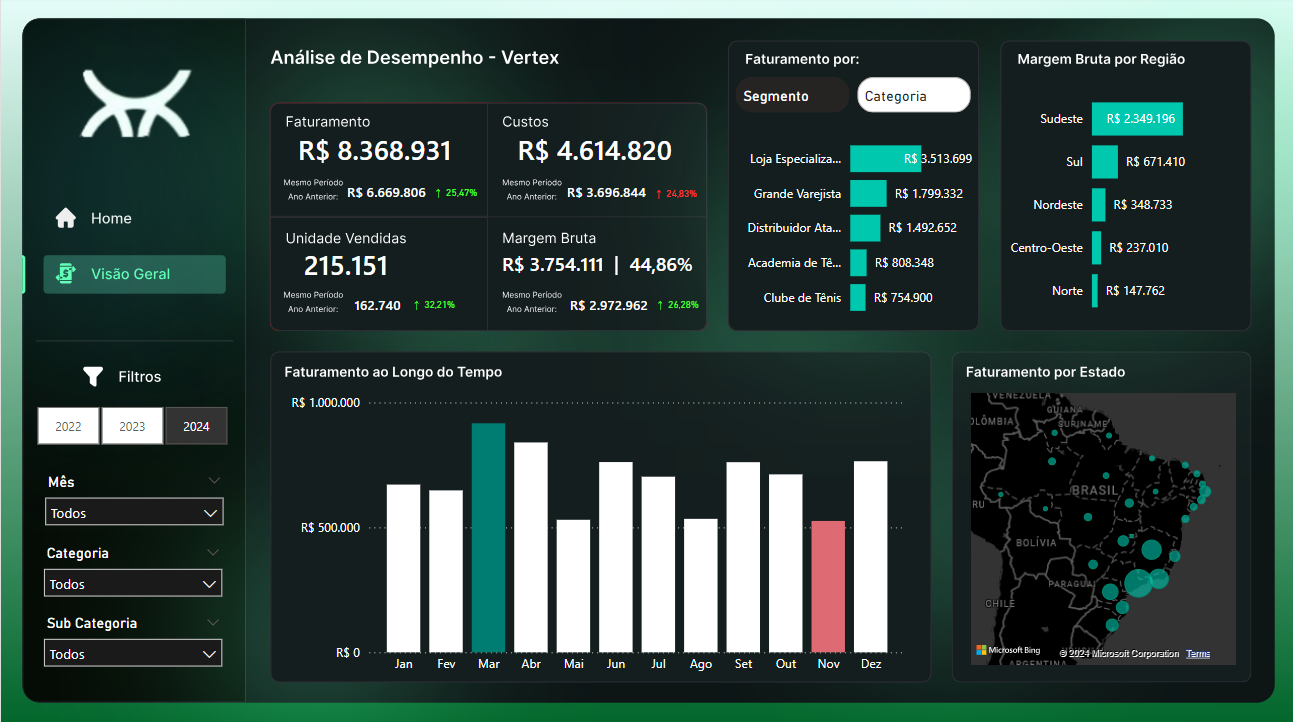 Análise de Desempenho - Vertex
Home
Visão Geral
Filtros
2022 2023 2024
Mês
Todos
Categoria
Todos
Sub Categoria
Todos
Faturamento
R$ 8.368.931
Mesmo Período
Ano Anterior: R$ 6.669.806 ↑ 25,47%
Custos
R$ 4.614.820
Mesmo Período
Ano Anterior: R$ 3.696.844 ↑ 24,83%
Unidade Vendidas
215.151
Mesmo Período
Ano Anterior: 162.740 ↑ 32,21%
Margem Bruta
R$ 3.754.111 | 44,86%
Mesmo Período
Ano Anterior: R$ 2.972.962 ↑ 26,28%
Faturamento por:
Segmento Categoria
Loja Especializa... R$ 3.513.699
Grande Varejista R$ 1.799.332
Distribuidor Ata... R$ 1.492.652
Academia de Tê... R$ 808.348
Clube de Tênis R$ 754.900
Margem Bruta por Região
Sudeste R$ 2.349.196
Sul R$ 671.410
Nordeste R$ 348.733
Centro-Oeste R$ 237.010
Norte R$ 147.762
Faturamento ao Longo do Tempo
R$ 1.000.000
R$ 500.000
R$ 0
Jan Fev Mar Abr Mai Jun Jul Ago Set Out Nov Dez
Faturamento por Estado
VENEZUELA
GUIANA
OLÔMBIA
SURINAME
BRASIL
RU
BOLÍVIA
PARAGUAI
CHILE
ARGENTINA
Microsoft Bing
© 2024 Microsoft Corporation Terms